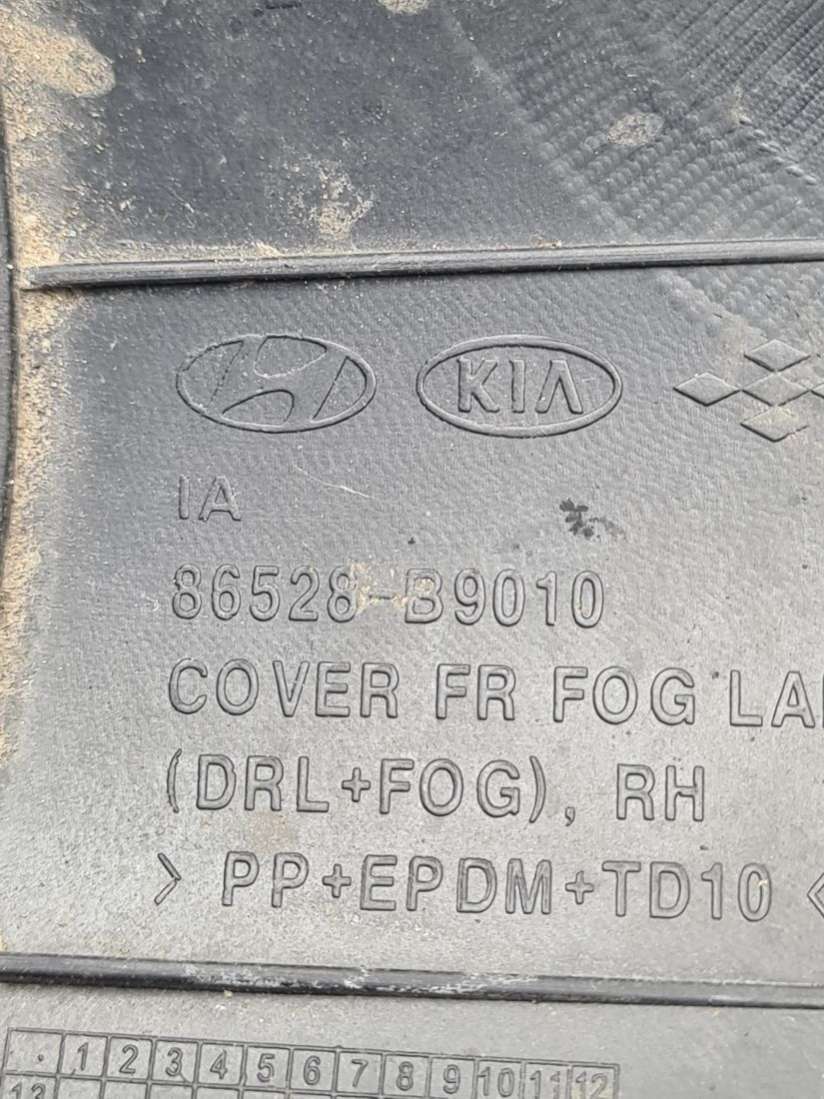 KIA
IA
86528-B9010
COVER FR FOG LA
(DRL+FOG), RH
> PP+EPDM+TD10 <
1 2 3 4 5 6 7 8 9 10 11 12
13